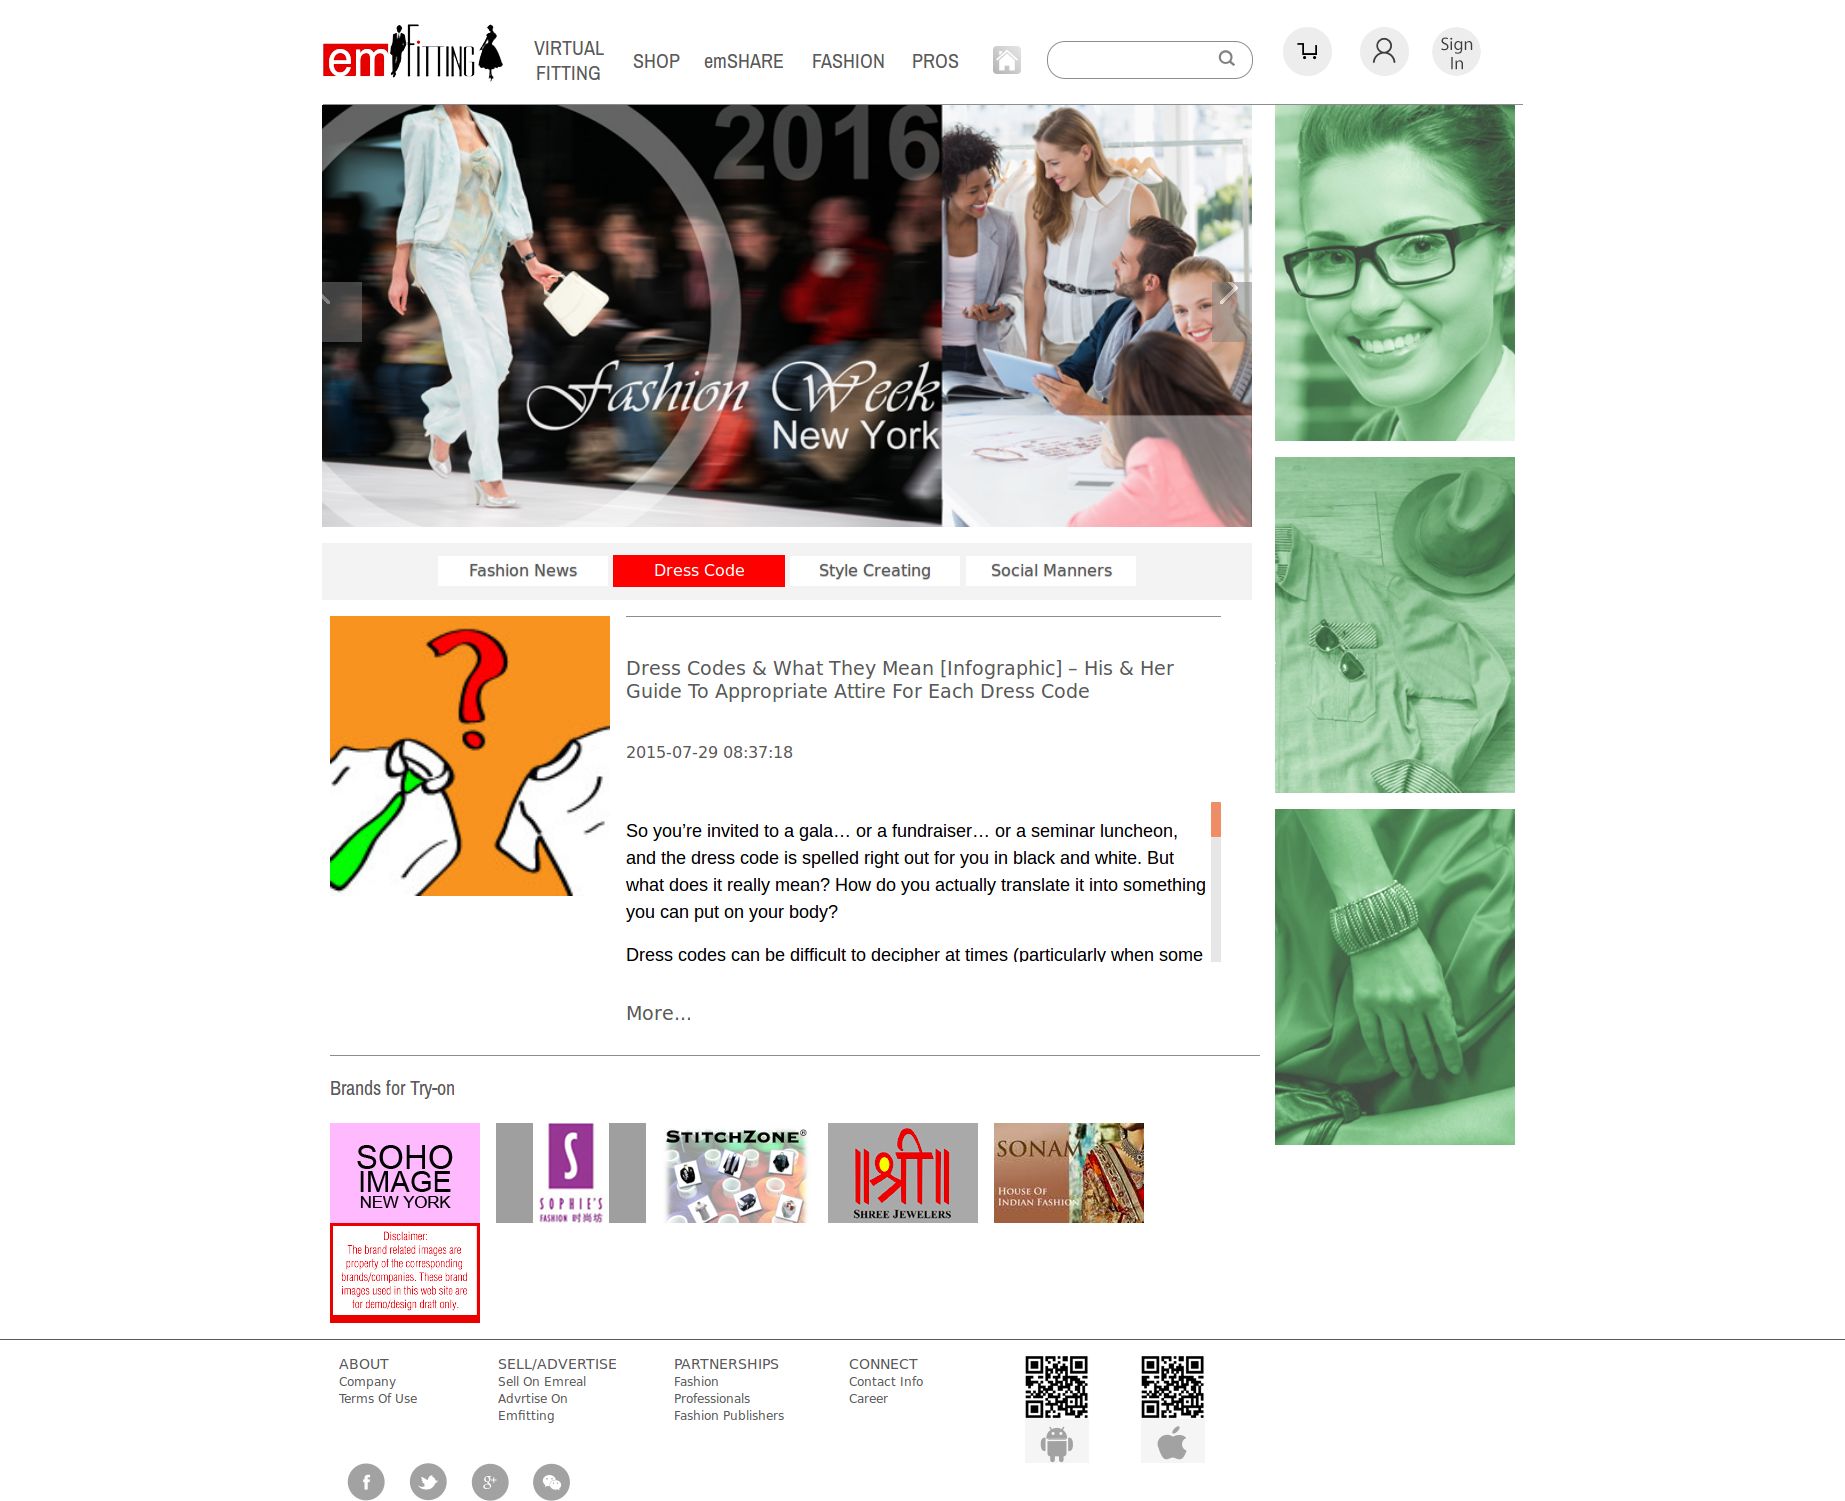 em FITTING
VIRTUAL
FITTING
SHOP
emSHARE
FASHION
PROS
Sign
In
2016
Fashion Week
New York
Fashion News
Dress Code
Style Creating
Social Manners
Dress Codes & What They Mean [Infographic] – His & Her
Guide To Appropriate Attire For Each Dress Code
2015-07-29 08:37:18
So you’re invited to a gala… or a fundraiser… or a seminar luncheon,
and the dress code is spelled right out for you in black and white. But
what does it really mean? How do you actually translate it into something
you can put on your body?
Dress codes can be difficult to decipher at times (particularly when some
More...
?
Brands for Try-on
SOHO
IMAGE
NEW YORK
S
SOPHIE'S
FASHION 时尚坊
STITCHZONE®
॥श्री॥
SHREE JEWELERS
SONAM
HOUSE OF
INDIAN FASHION
Disclaimer:
The brand related images are
property of the corresponding
brands/companies. These brand
images used in this web site are
for demo/design draft only.
ABOUT
Company
Terms Of Use
SELL/ADVERTISE
Sell On Emreal
Advrtise On
Emfitting
PARTNERSHIPS
Fashion
Professionals
Fashion Publishers
CONNECT
Contact Info
Career
f
g+